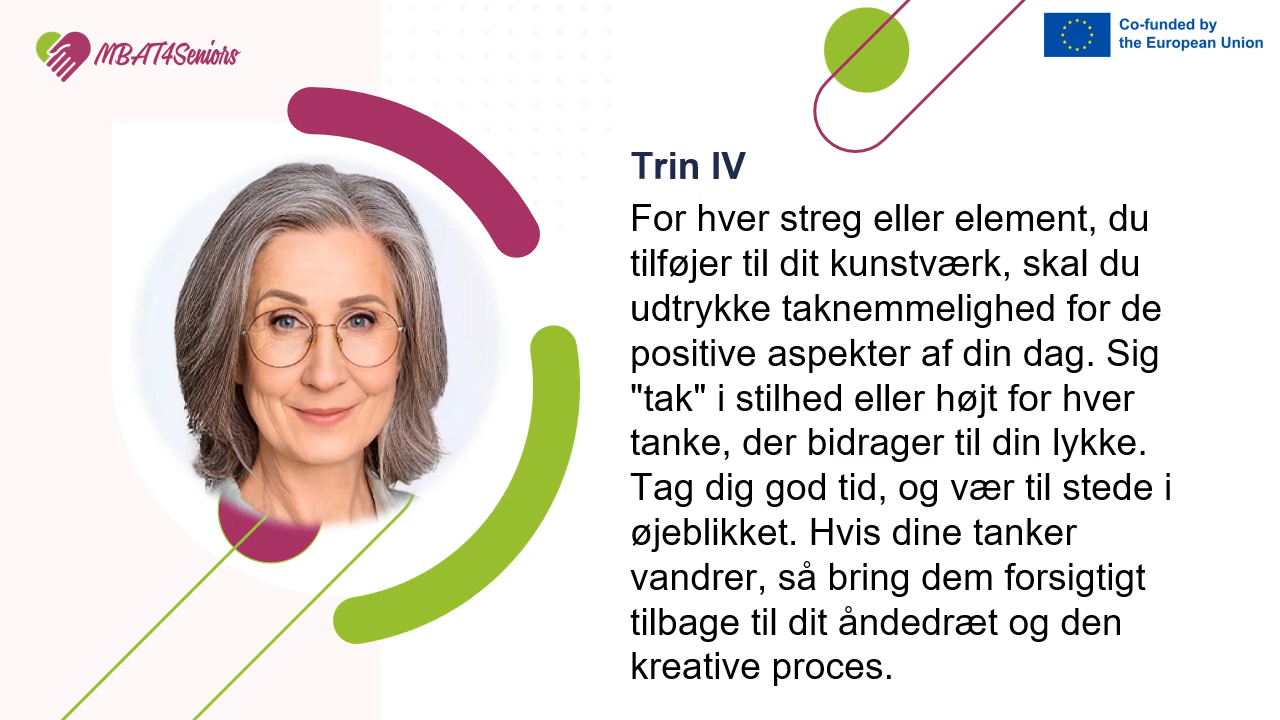 MBAT4Seniors
Co-funded by
the European Union
Trin IV
For hver streg eller element, du
tilføjer til dit kunstværk, skal du
udtrykke taknemmelighed for de
positive aspekter af din dag. Sig
"tak" i stilhed eller højt for hver
tanke, der bidrager til din lykke.
Tag dig god tid, og vær til stede i
øjeblikket. Hvis dine tanker
vandrer, så bring dem forsigtigt
tilbage til dit åndedræt og den
kreative proces.